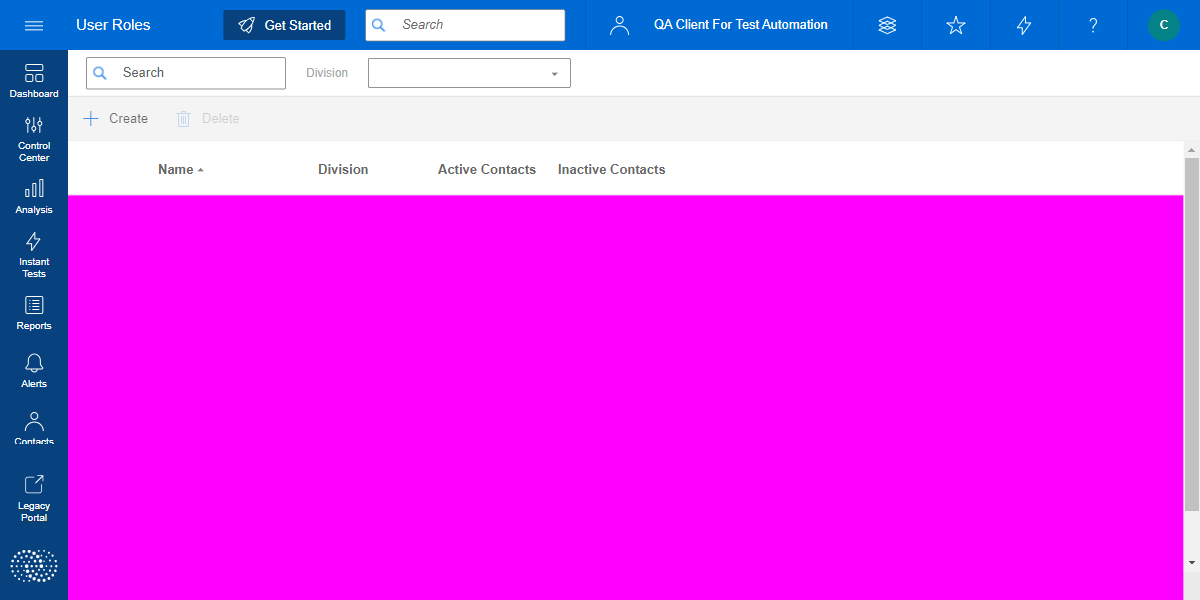 User Roles
Get Started
Search
QA Client For Test Automation
?
C
Search
Division
Create
Delete
Name
Division
Active Contacts
Inactive Contacts
Dashboard
Control
Center
Analysis
Instant
Tests
Reports
Alerts
Contacts
Legacy
Portal